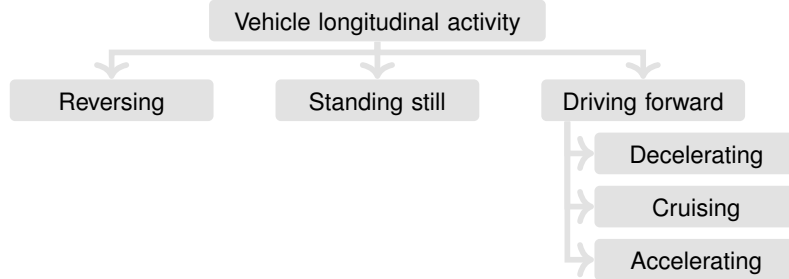 Vehicle longitudinal activity
Reversing
Standing still
Driving forward
Decelerating
Cruising
Accelerating